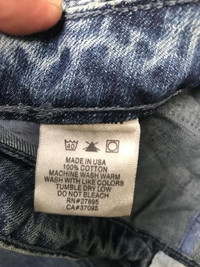 40
MADE IN USA
100% COTTON
MACHINE WASH WARM
WASH WITH LIKE COLORS
TUMBLE DRY LOW
DO NOT BLEACH
RN#27895
CA#37095